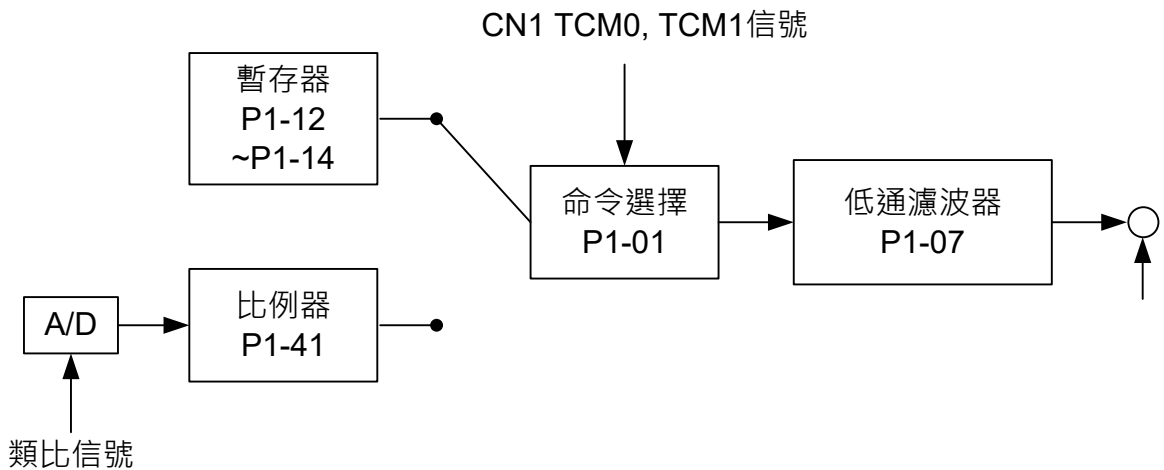 CN1 TCM0, TCM1信號
暫存器
P1-12
~P1-14
命令選擇
P1-01
低通濾波器
P1-07
A/D
比例器
P1-41
類比信號